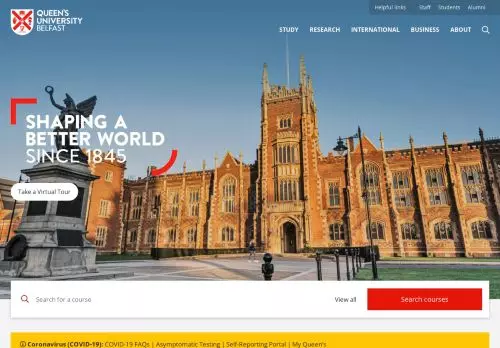 Helpful links Staff Students Alumni
QUEEN'S
UNIVERSITY
BELFAST
STUDY RESEARCH INTERNATIONAL BUSINESS ABOUT
SHAPING A
BETTER WORLD
SINCE 1845
Take a Virtual Tour
Search for a course View all Search courses
Coronavirus (COVID-19): COVID-19 FAQs | Asymptomatic Testing | Self-Reporting Portal | My Queen's